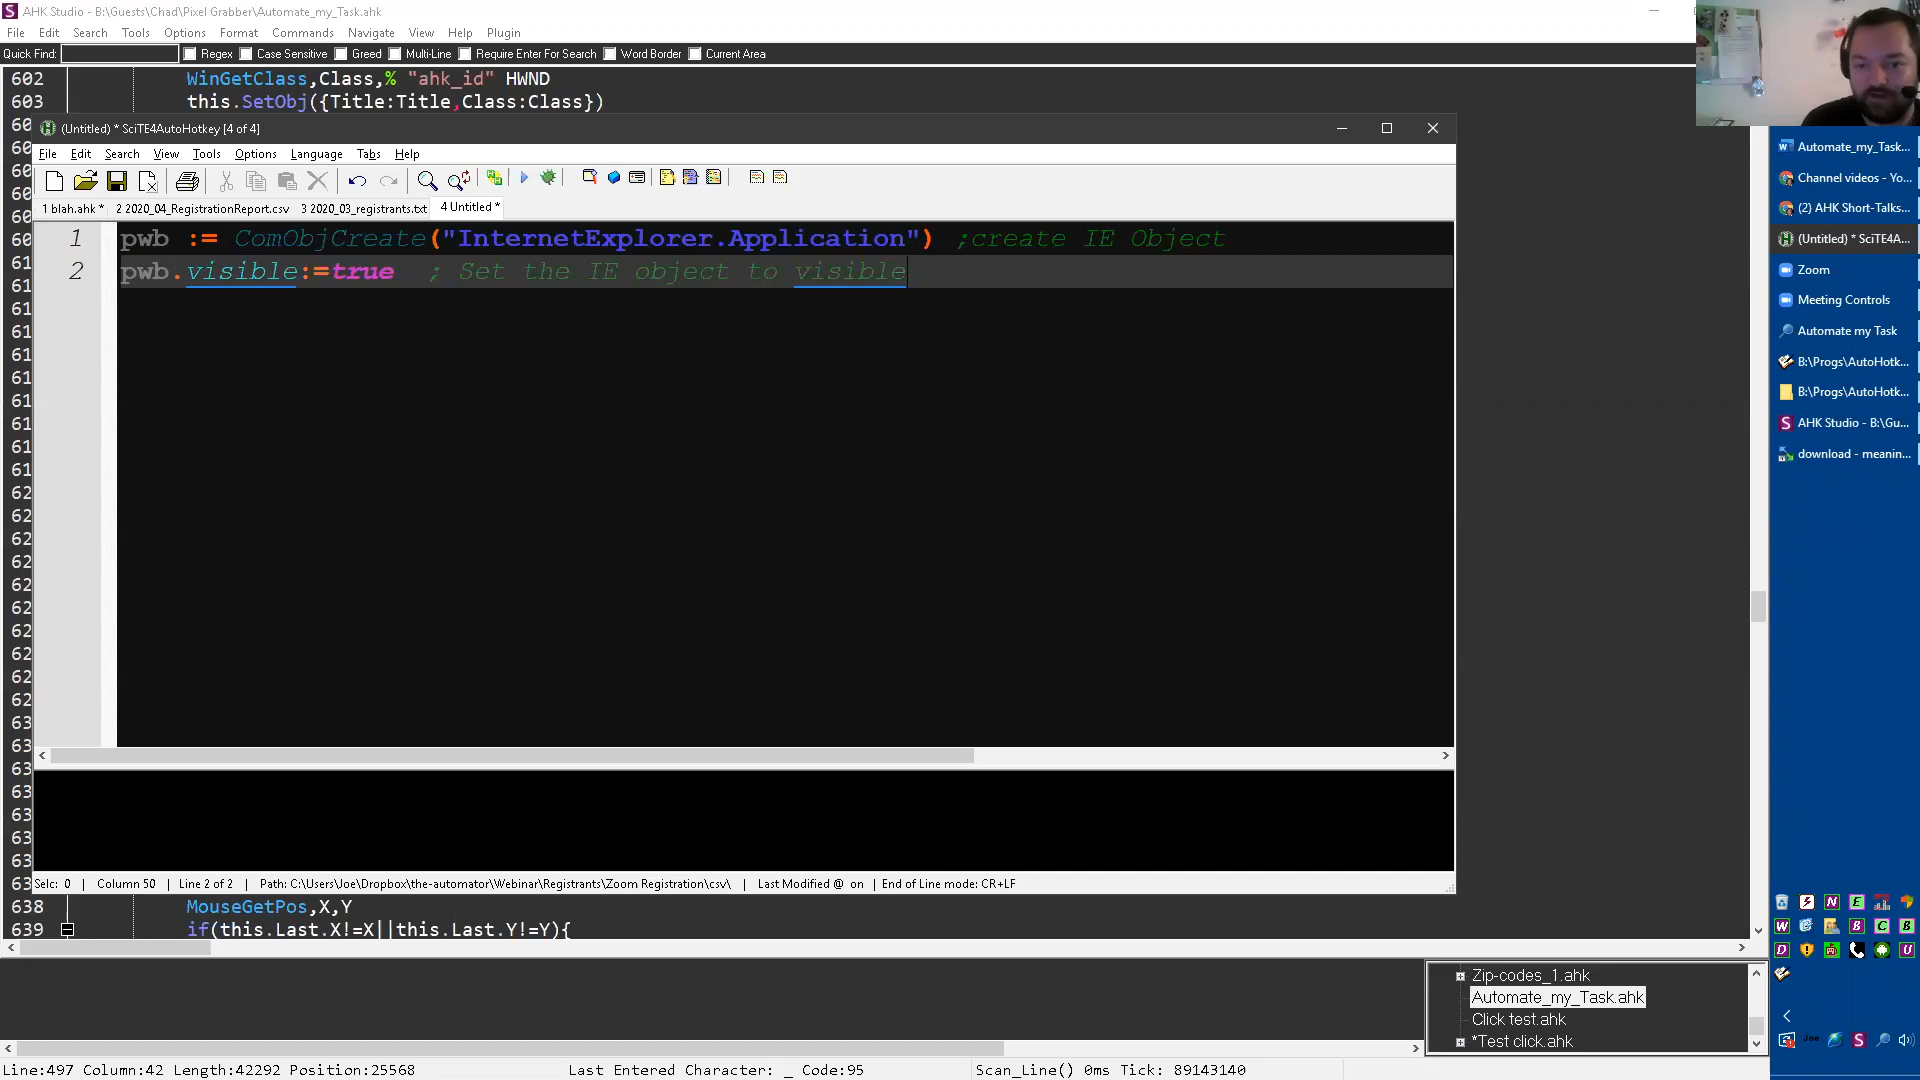 AHK Studio - B:\Guests\Chad\Pixel Grabber\Automate_my_Task.ahk
File Edit Search Tools Options Format Commands Navigate View Help Plugin
Quick Find: Regex Case Sensitive Greed Multi-Line Require Enter For Search Word Border Current Area
602 WinGetClass,Class,% "ahk_id" HWND
603 this.SetObj({Title:Title,Class:Class})
(Untitled) * SciTE4AutoHotkey [4 of 4]
File Edit Search View Tools Options Language Tabs Help
1 blah.ahk * 2 2020_04_RegistrationReport.csv 3 2020_03_registrants.txt 4 Untitled *
1 pwb := ComObjCreate("InternetExplorer.Application") ;create IE Object
2 pwb.visible:=true ; Set the IE object to visible
Selc: 0 | Column 50 | Line 2 of 2 | Path: C:\Users\Joe\Dropbox\the-automator\Webinar\Registrants\Zoom Registration\csv\ | Last Modified @ on | End of Line mode: CR+LF
638 MouseGetPos,X,Y
639 if(this.Last.X!=X||this.Last.Y!=Y){
Zip-codes_1.ahk
Automate_my_Task.ahk
Click test.ahk
*Test click.ahk
Line:497 Column:42 Length:42292 Position:25568 Last Entered Character: _ Code:95 Scan_Line() 0ms Tick: 89143140
Automate_my_Task...
Channel videos - Yo...
(2) AHK Short-Talks...
(Untitled) * SciTE4A...
Zoom
Meeting Controls
Automate my Task
B:\Progs\AutoHotk...
B:\Progs\AutoHotk...
AHK Studio - B:\Gu...
download - meanin...